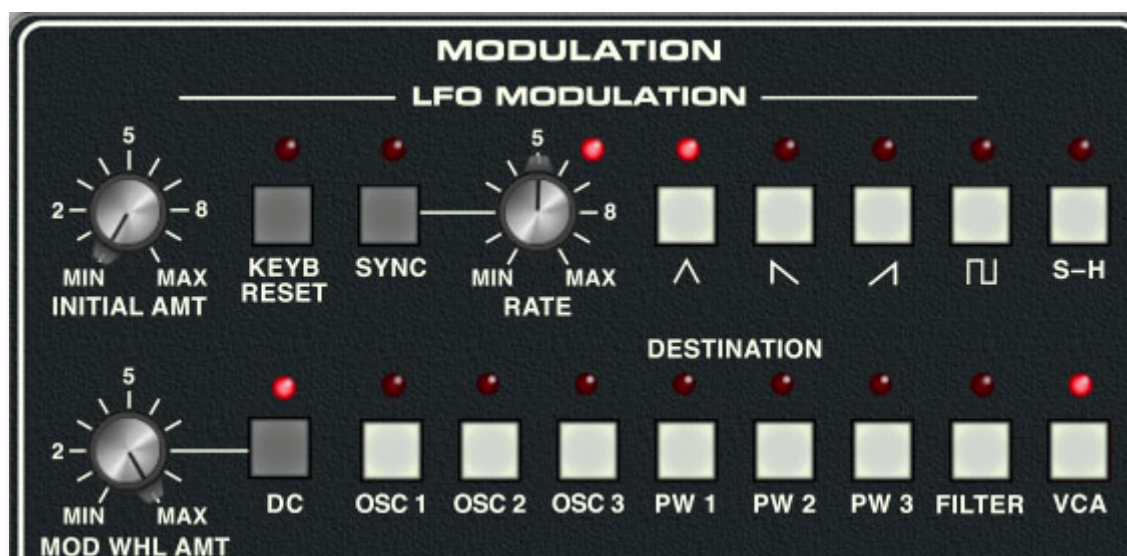 MODULATION
LFO MODULATION
5
5
2
8
8
MIN
MAX
KEYB
RESET
SYNC
MIN
MAX
S–H
INITIAL AMT
RATE
DESTINATION
5
2
MIN
MAX
DC
OSC 1
OSC 2
OSC 3
PW 1
PW 2
PW 3
FILTER
VCA
MOD WHL AMT